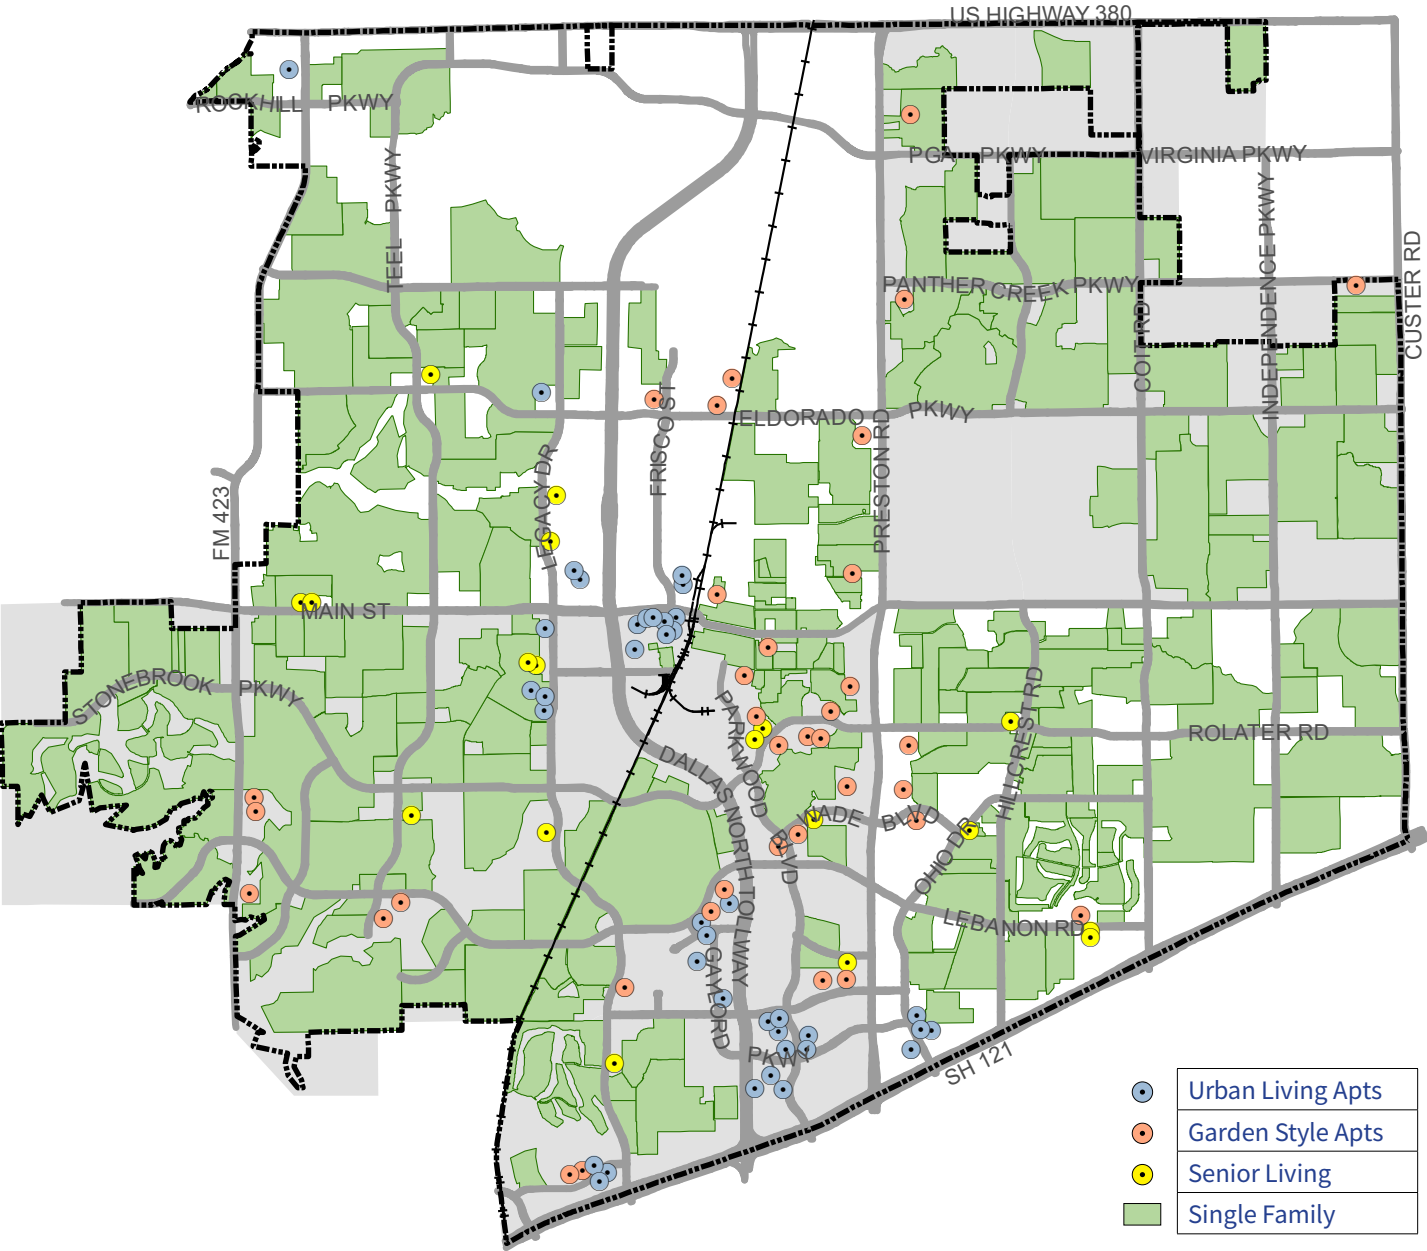 US HIGHWAY 380
ROCKHILL PKWY
PGA PKWY
VIRGINIA PKWY
TEEL PKWY
INDEPENDENCE PKWY
CUSTER RD
PANTHER CREEK PKWY
COIT RD
FRISCO ST
ELDORADO PKWY
PRESTON RD
LEGACY DR
FM 423
MAIN ST
STONEBROOK PKWY
PARKWOOD BLVD
HILLCREST RD
ROLATER RD
DALLAS NORTH TOLLWAY
WADE BLVD
OHIO DR
LEBANON RD
GAYLORD PKWY
SH 121
Urban Living Apts
Garden Style Apts
Senior Living
Single Family